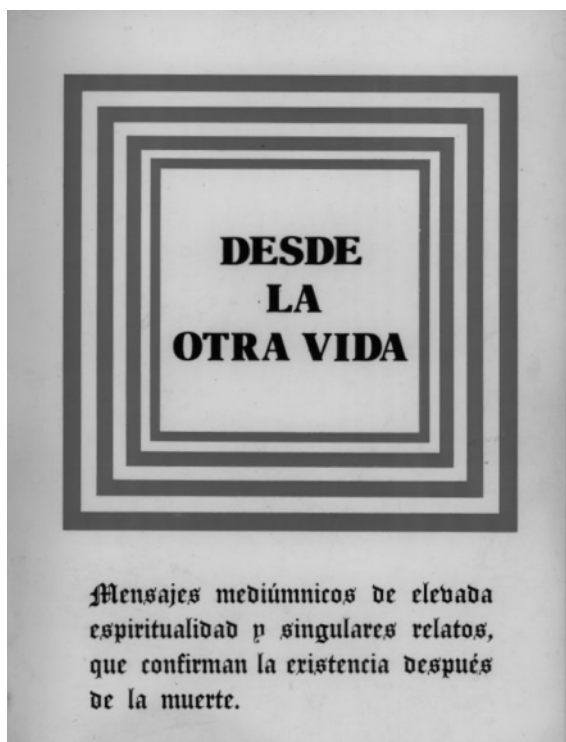 DESDE
LA
OTRA VIDA
Mensajes mediúmnicos de elevada
espiritualidad y singulares relatos,
que confirman la existencia después
de la muerte.